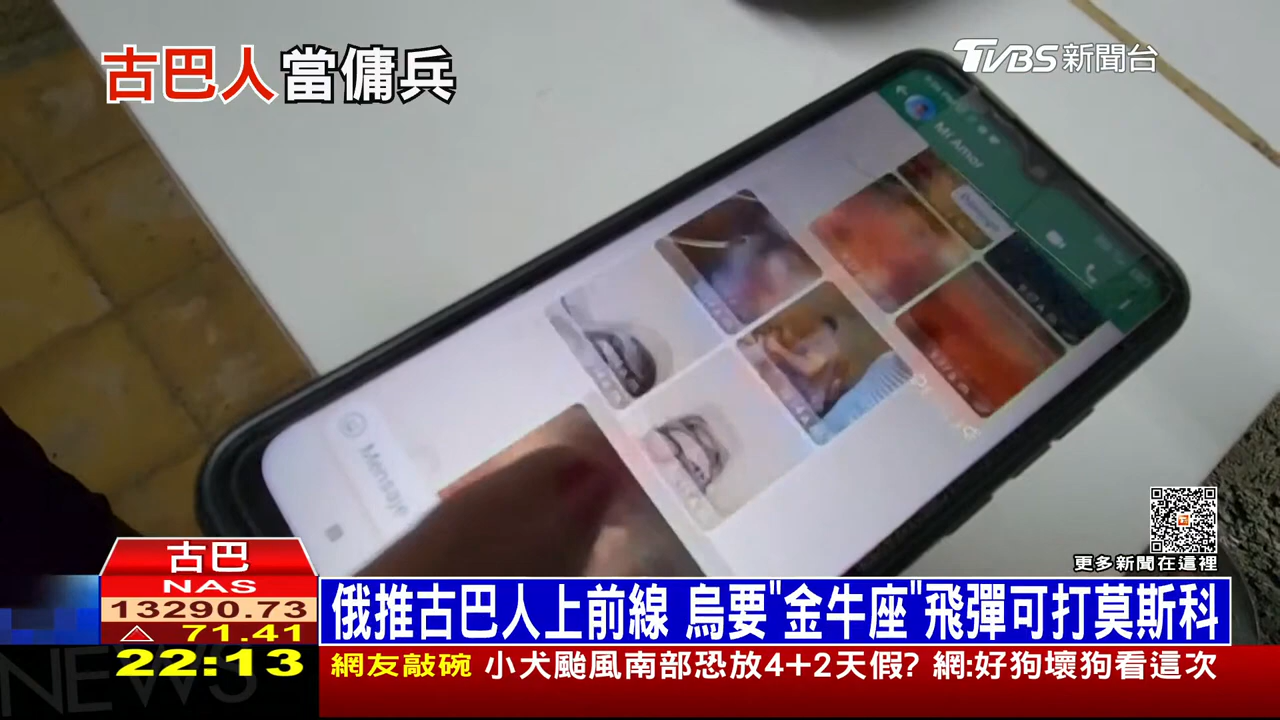 古巴人當傭兵
TVBS新聞台
Mi Amor
Mensaje
更多新聞在這裡
古巴
NAS
13290.73
71.41
22:13
俄推古巴人上前線 烏要"金牛座"飛彈可打莫斯科
網友敲碗 小犬颱風南部恐放4+2天假? 網:好狗壞狗看這次
NEWS